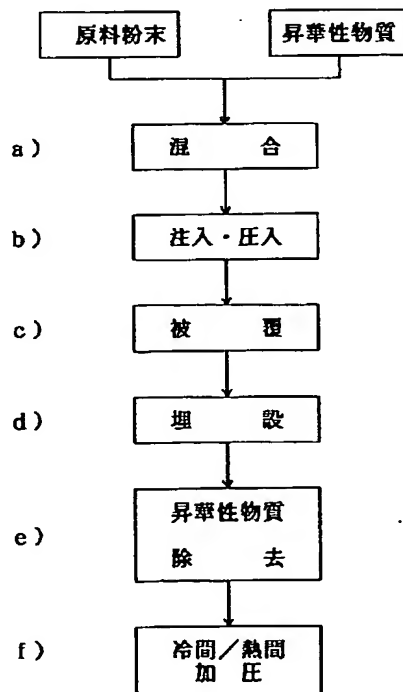 原料粉末 昇華性物質
a) 混 合
b) 注入・圧入
c) 被 覆
d) 埋 設
昇華性物質
e)
除 去
f) 冷間/熱間
加 圧